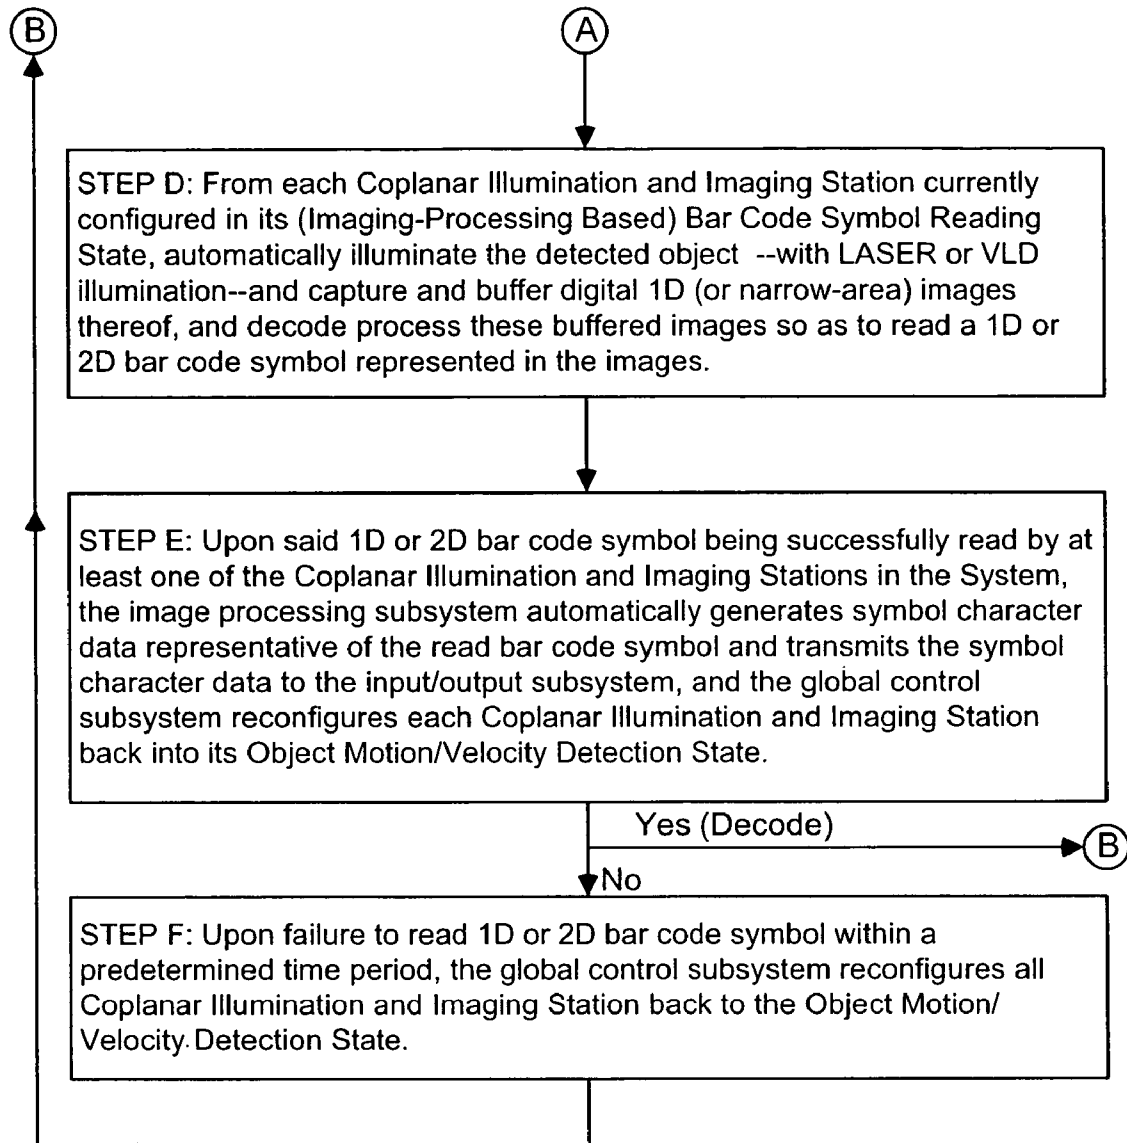 B
A
STEP D: From each Coplanar Illumination and Imaging Station currently
configured in its (Imaging-Processing Based) Bar Code Symbol Reading
State, automatically illuminate the detected object --with LASER or VLD
illumination--and capture and buffer digital 1D (or narrow-area) images
thereof, and decode process these buffered images so as to read a 1D or
2D bar code symbol represented in the images.
STEP E: Upon said 1D or 2D bar code symbol being successfully read by at
least one of the Coplanar Illumination and Imaging Stations in the System,
the image processing subsystem automatically generates symbol character
data representative of the read bar code symbol and transmits the symbol
character data to the input/output subsystem, and the global control
subsystem reconfigures each Coplanar Illumination and Imaging Station
back into its Object Motion/Velocity Detection State.
Yes (Decode)
B
No
STEP F: Upon failure to read 1D or 2D bar code symbol within a
predetermined time period, the global control subsystem reconfigures all
Coplanar Illumination and Imaging Station back to the Object Motion/
Velocity Detection State.